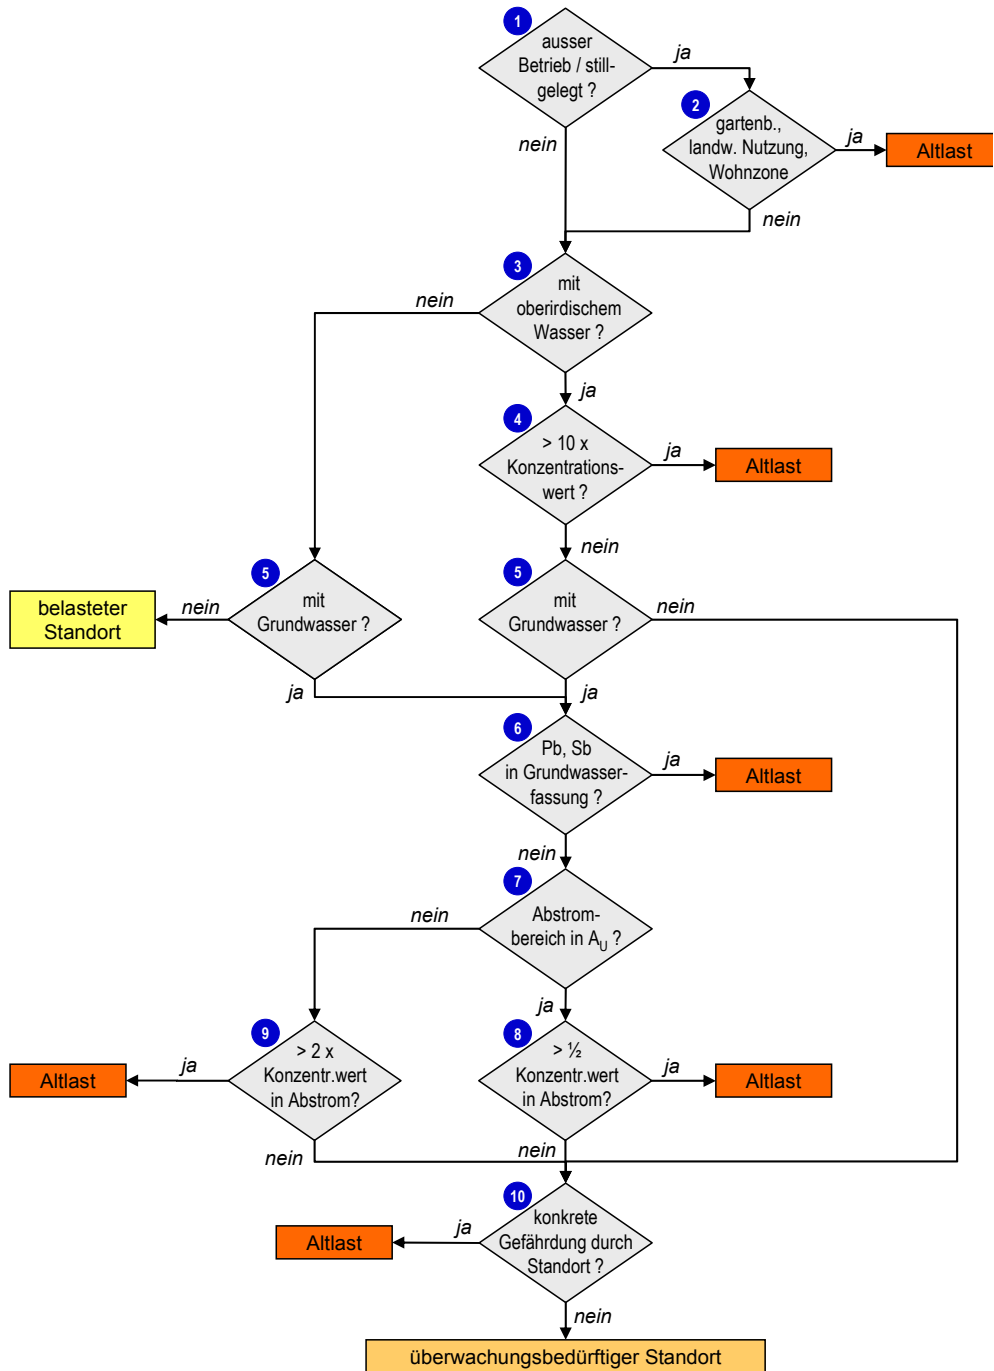 1
ausser
Betrieb / still-
gelegt ?
ja
nein
2
gartenb.,
landw. Nutzung,
Wohnzone
ja
Altlast
nein
3
mit
oberirdischem
Wasser ?
nein
ja
4
> 10 x
Konzentrations-
wert ?
ja
Altlast
nein
5
mit
Grundwasser ?
nein
belasteter
Standort
ja
5
mit
Grundwasser ?
nein
ja
6
Pb, Sb
in Grundwasser-
fassung ?
ja
Altlast
nein
7
Abstrom-
bereich in AU ?
nein
ja
9
> 2 x
Konzentr.wert
in Abstrom?
ja
Altlast
nein
8
> ½
Konzentr.wert
in Abstrom?
ja
Altlast
nein
10
konkrete
Gefährdung durch
Standort ?
ja
Altlast
nein
überwachungsbedürftiger Standort